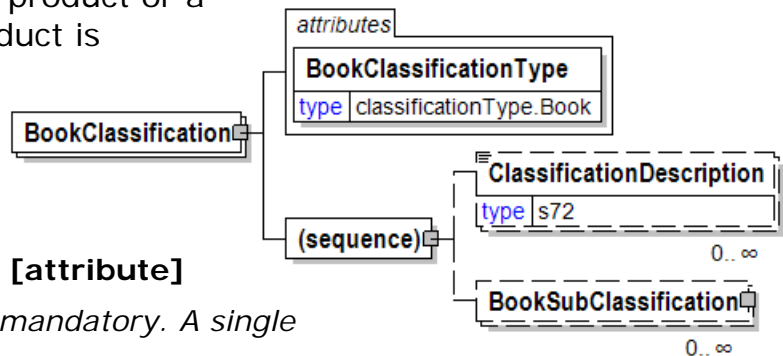 product or a
duct is
attributes
BookClassificationType
type classificationType.Book
BookClassification
ClassificationDescription
type s72
0.. ∞
(sequence)
[attribute]
BookSubClassification
mandatory. A single
0.. ∞